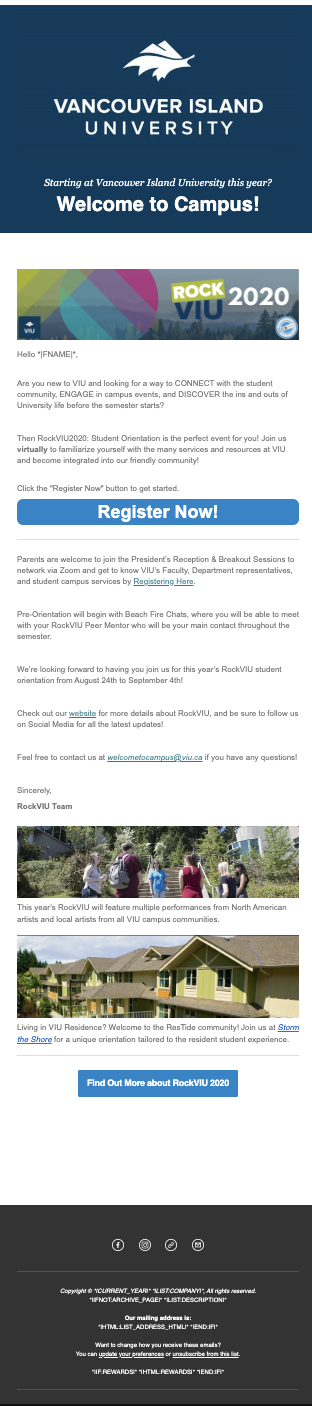 VANCOUVER ISLAND
UNIVERSITY
Starting at Vancouver Island University this year?
Welcome to Campus!
ROCK
VIU 2020
VIU
Hello *|FNAME|*,
Are you new to VIU and looking for a way to CONNECT with the student
community, ENGAGE in campus events, and DISCOVER the ins and outs of
University life before the semester starts?
Then RockVIU2020: Student Orientation is the perfect event for you! Join us
virtually to familiarize yourself with the many services and resources at VIU
and become integrated into our friendly community!
Click the "Register Now" button to get started.
Register Now!
Parents are welcome to join the President's Reception & Breakout Sessions to
network via Zoom and get to know VIU's Faculty, Department representatives,
and student campus services by Registering Here.
Pre-Orientation will begin with Beach Fire Chats, where you will be able to meet
with your RockVIU Peer Mentor who will be your main contact throughout the
semester.
We're looking forward to having you join us for this year's RockVIU student
orientation from August 24th to September 4th!
Check out our website for more details about RockVIU, and be sure to follow us
on Social Media for all the latest updates!
Feel free to contact us at welcometocampus@viu.ca if you have any questions!
Sincerely,
RockVIU Team
This year's RockVIU will feature multiple performances from North American
artists and local artists from all VIU campus communities.
Living in VIU Residence? Welcome to the ResTide community! Join us at Storm
the Shore for a unique orientation tailored to the resident student experience.
Find Out More about RockVIU 2020
Copyright © *|CURRENT_YEAR|* *|LIST:COMPANY|*, All rights reserved.
*|IFNOT:ARCHIVE_PAGE|* *|LIST:DESCRIPTION|*
Our mailing address is:
*|HTML:LIST_ADDRESS_HTML|* *|END:IF|*
Want to change how you receive these emails?
You can update your preferences or unsubscribe from this list.
*|IF:REWARDS|* *|HTML:REWARDS|* *|END:IF|*